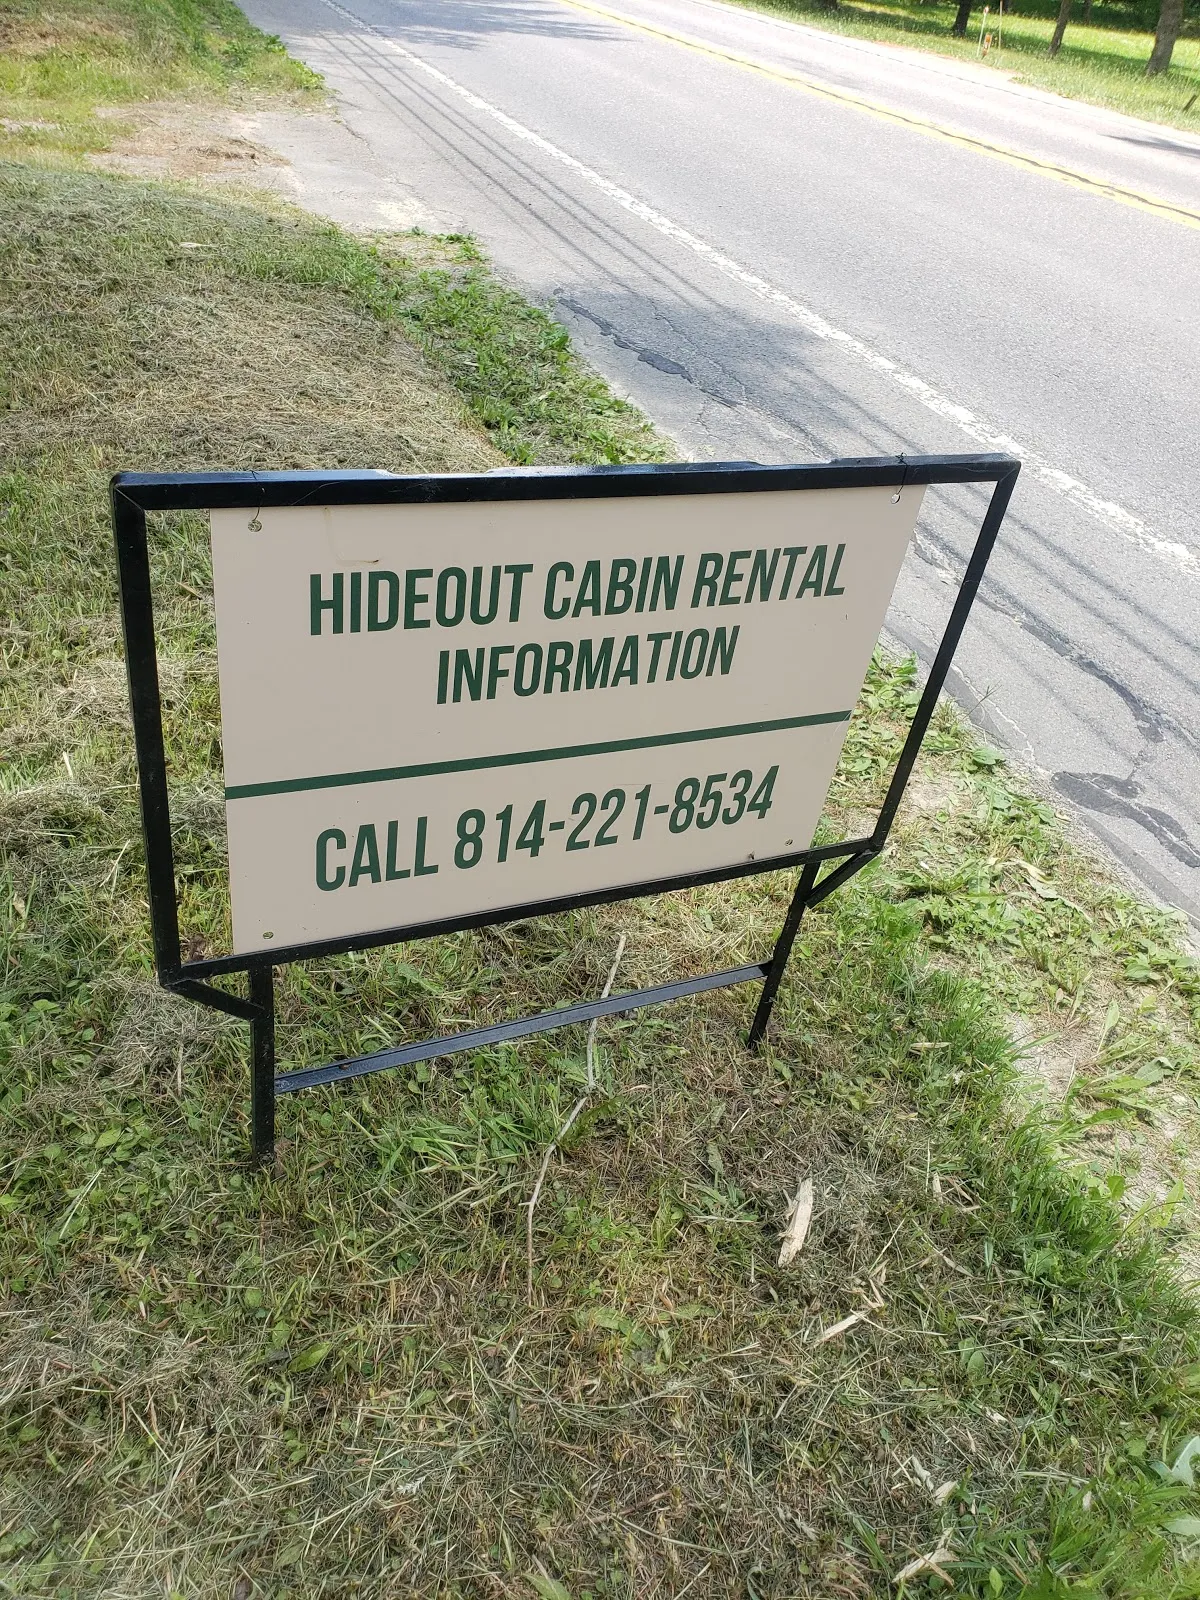 HIDEOUT CABIN RENTAL
INFORMATION
CALL 814-221-8534